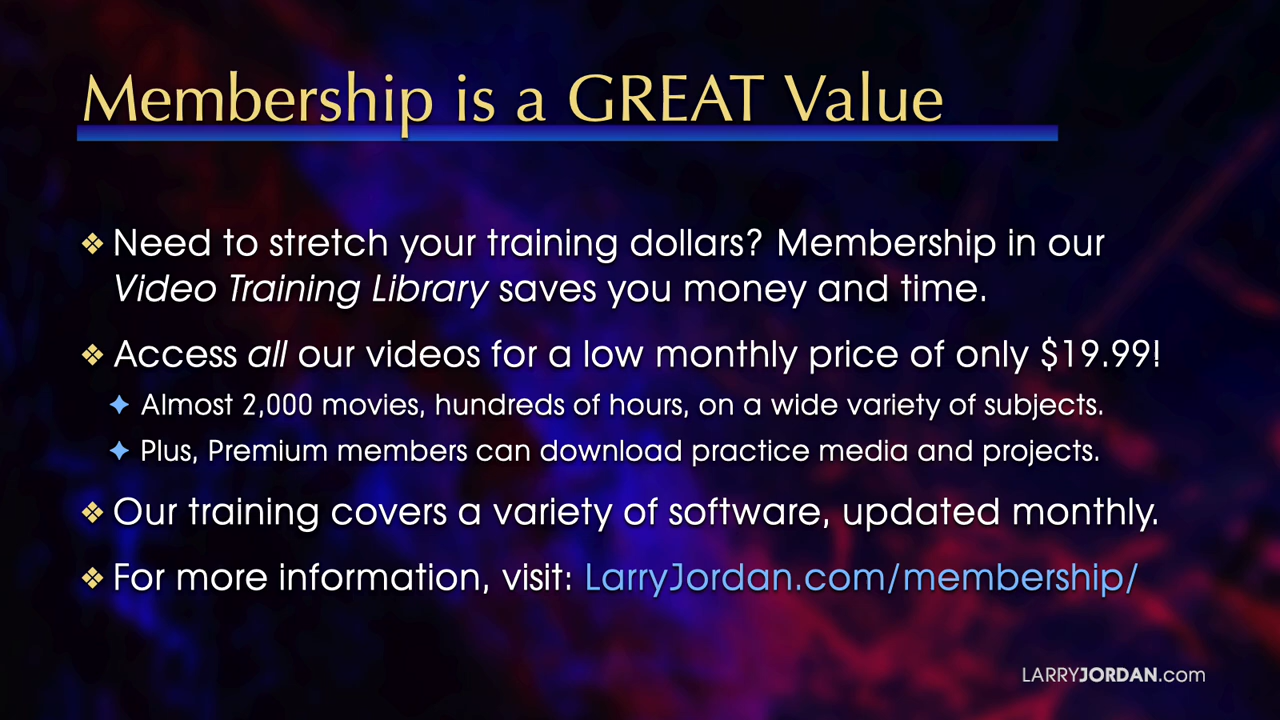 Membership is a GREAT Value
❖ Need to stretch your training dollars? Membership in our
Video Training Library saves you money and time.
❖ Access all our videos for a low monthly price of only $19.99!
✦ Almost 2,000 movies, hundreds of hours, on a wide variety of subjects.
✦ Plus, Premium members can download practice media and projects.
❖ Our training covers a variety of software, updated monthly.
❖ For more information, visit: LarryJordan.com/membership/
LARRYJORDAN.com